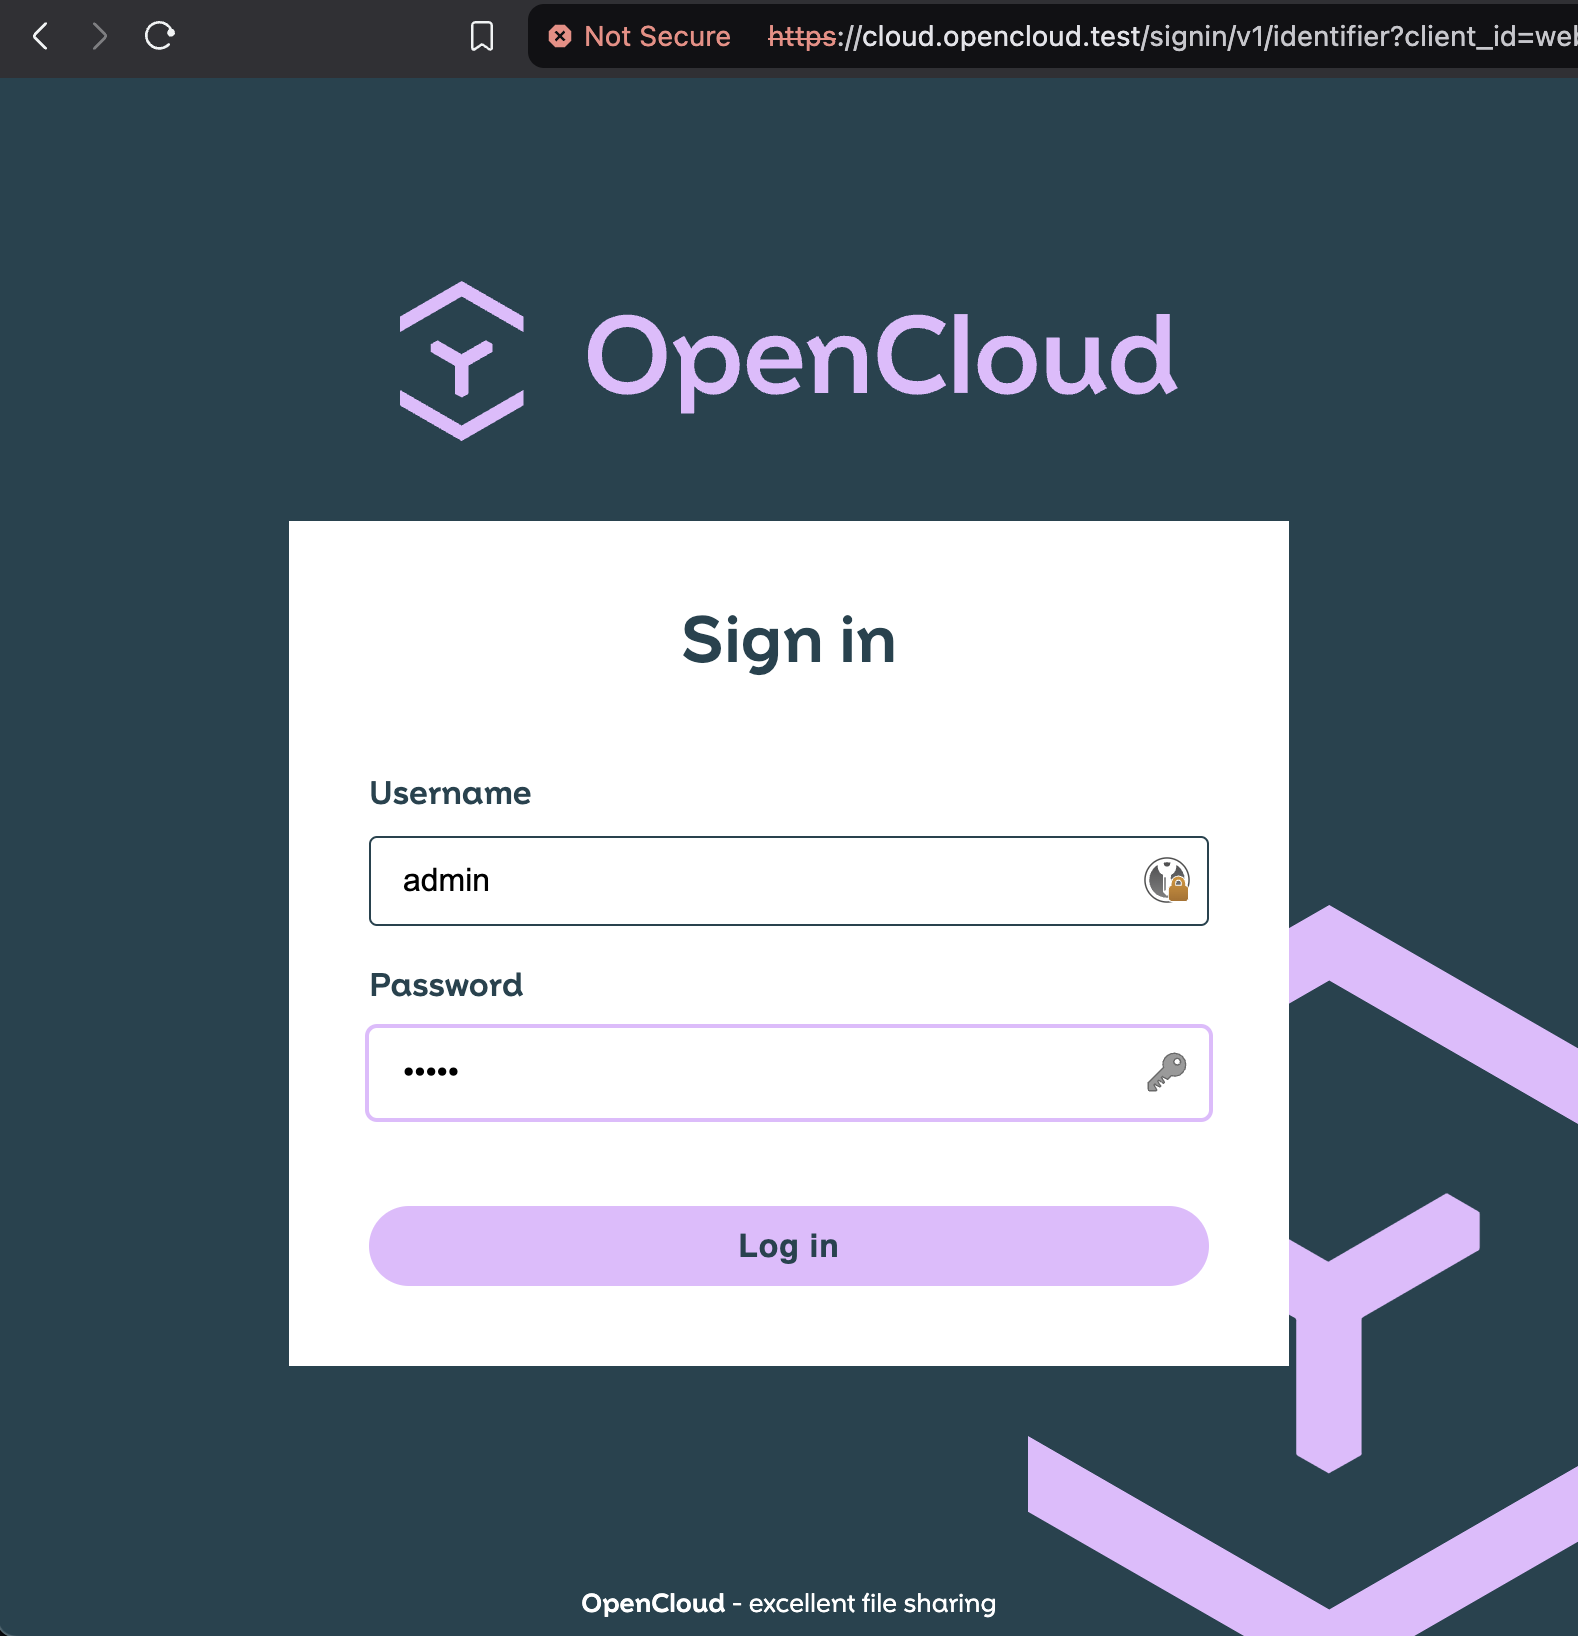 Not Secure https://cloud.opencloud.test/signin/v1/identifier?client_id=web
OpenCloud
Sign in
Username
admin
Password
•••••
Log in
OpenCloud - excellent file sharing